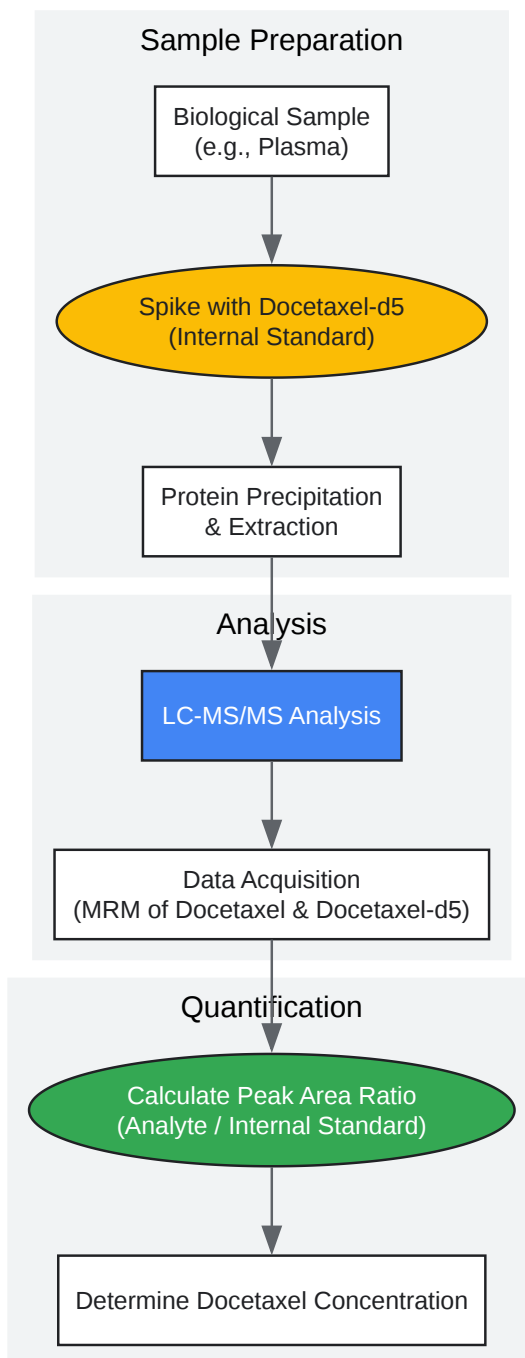 Sample Preparation
Biological Sample
(e.g., Plasma)
Spike with Docetaxel-d5
(Internal Standard)
Protein Precipitation
& Extraction
Analysis
LC-MS/MS Analysis
Data Acquisition
(MRM of Docetaxel & Docetaxel-d5)
Quantification
Calculate Peak Area Ratio
(Analyte / Internal Standard)
Determine Docetaxel Concentration